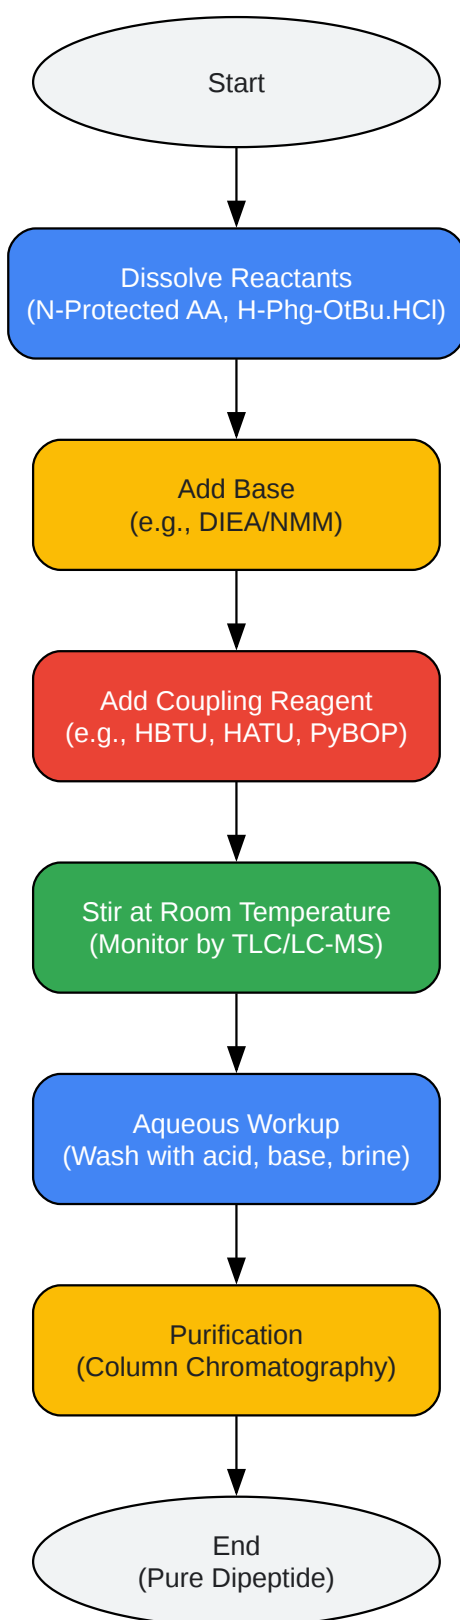 Start
Dissolve Reactants
(N-Protected AA, H-Phg-OtBu.HCl)
Add Base
(e.g., DIEA/NMM)
Add Coupling Reagent
(e.g., HBTU, HATU, PyBOP)
Stir at Room Temperature
(Monitor by TLC/LC-MS)
Aqueous Workup
(Wash with acid, base, brine)
Purification
(Column Chromatography)
End
(Pure Dipeptide)